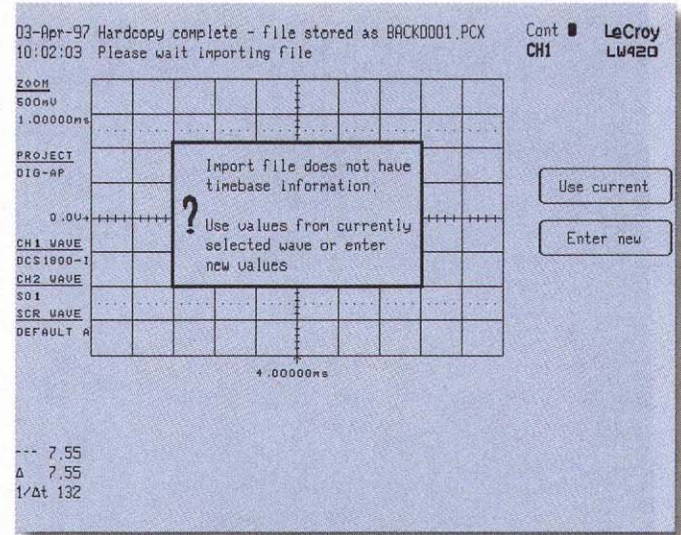 03-Apr-97 Hardcopy complete - file stored as BACKD001.PCX
10:02:03 Please wait importing file
Cont
CH1
LeCroy
LW420
ZOOM
500mV
1.00000ms
PROJECT
DIG-AP
0.0V
CH1 WAVE
DCS1800-I
CH2 WAVE
S01
SCR WAVE
DEFAULT A
Import file does not have
timebase information.
?
Use values from currently
selected wave or enter
new values
Use current
Enter new
4.00000ms
--- 7.55
Δ 7.55
1/Δt 132